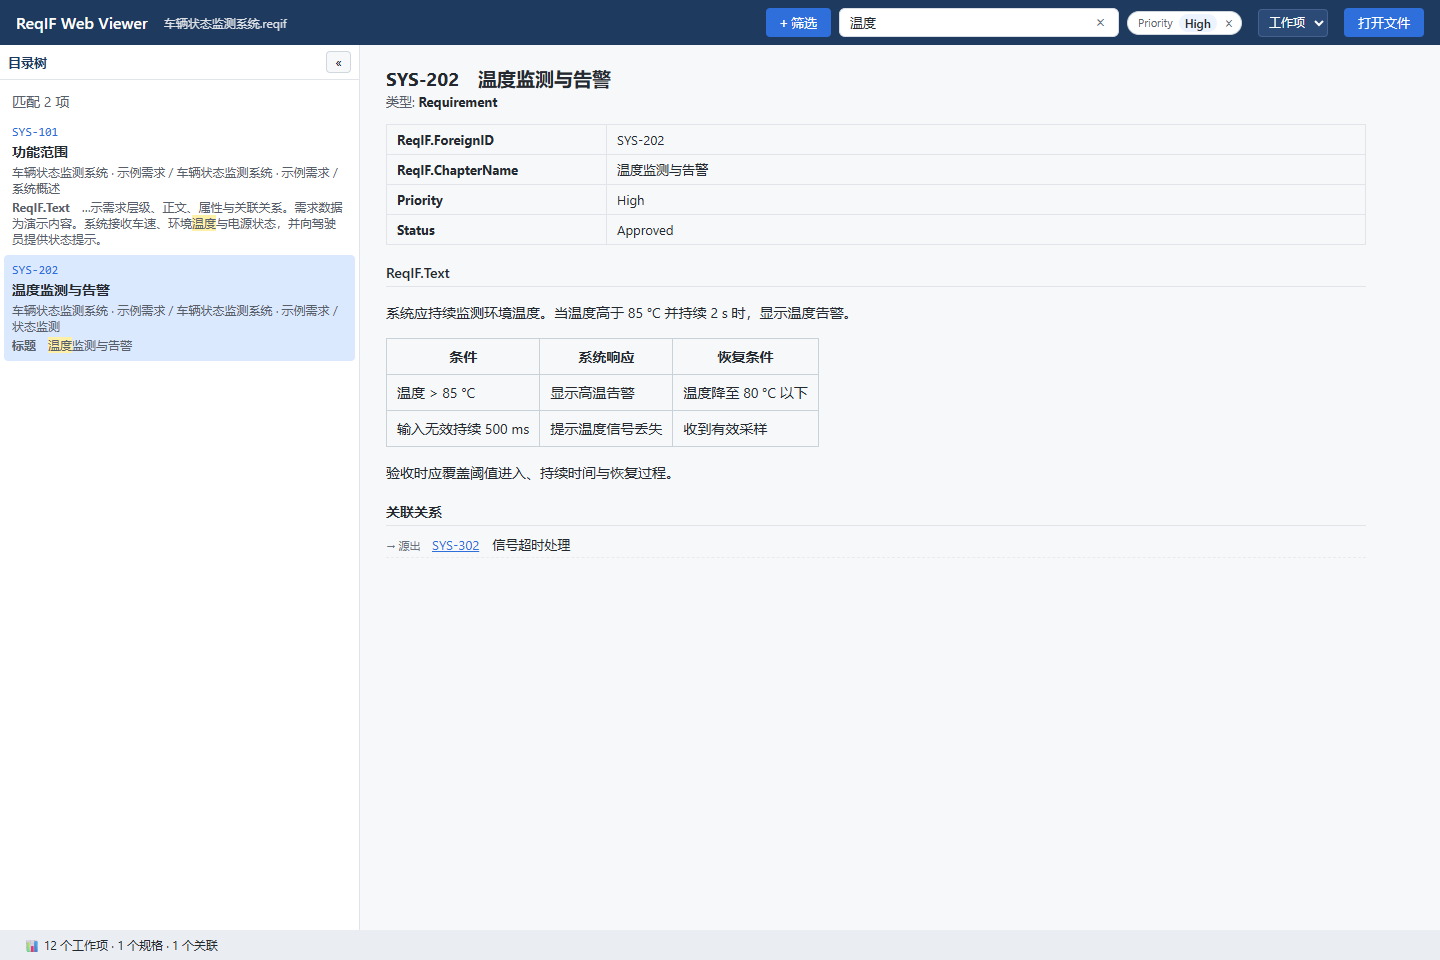 ReqIF Web Viewer 车辆状态监测系统.reqif + 筛选 温度 × Priority High × 工作项 打开文件
目录树 «
匹配 2 项
SYS-101
功能范围
车辆状态监测系统 · 示例需求 / 车辆状态监测系统 · 示例需求 /
系统概述
ReqIF.Text ...示需求层级、正文、属性与关联关系。需求数据
为演示内容。系统接收车速、环境温度与电源状态，并向驾驶
员提供状态提示。
SYS-202
温度监测与告警
车辆状态监测系统 · 示例需求 / 车辆状态监测系统 · 示例需求 /
状态监测
标题 温度监测与告警
SYS-202 温度监测与告警
类型: Requirement
ReqIF.ForeignID SYS-202
ReqIF.ChapterName 温度监测与告警
Priority High
Status Approved
ReqIF.Text
系统应持续监测环境温度。当温度高于 85 °C 并持续 2 s 时，显示温度告警。
条件 系统响应 恢复条件
温度 > 85 °C 显示高温告警 温度降至 80 °C 以下
输入无效持续 500 ms 提示温度信号丢失 收到有效采样
验收时应覆盖阈值进入、持续时间与恢复过程。
关联关系
→ 源出 SYS-302 信号超时处理
12 个工作项 · 1 个规格 · 1 个关联